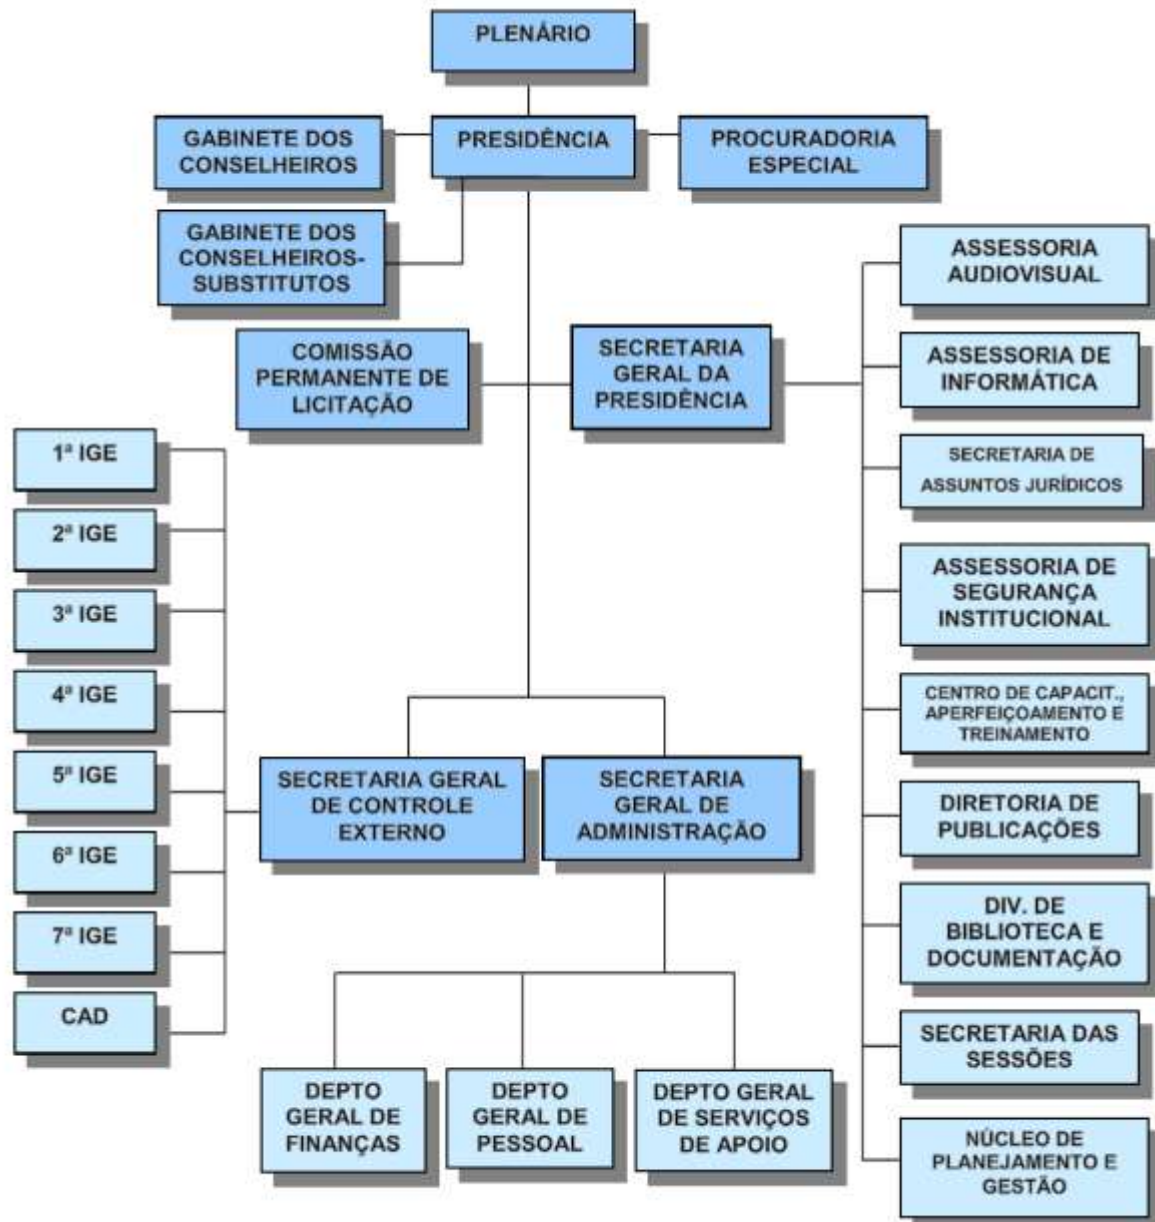 PLENÁRIO
GABINETE DOS
CONSELHEIROS
PRESIDÊNCIA
PROCURADORIA
ESPECIAL
GABINETE DOS
CONSELHEIROS-
SUBSTITUTOS
COMISSÃO
PERMANENTE DE
LICITAÇÃO
SECRETARIA
GERAL DA
PRESIDÊNCIA
ASSESSORIA
AUDIOVISUAL
ASSESSORIA DE
INFORMÁTICA
SECRETARIA DE
ASSUNTOS JURÍDICOS
ASSESSORIA DE
SEGURANÇA
INSTITUCIONAL
CENTRO DE CAPACIT.,
APERFEIÇOAMENTO E
TREINAMENTO
DIRETORIA DE
PUBLICAÇÕES
DIV. DE
BIBLIOTECA E
DOCUMENTAÇÃO
SECRETARIA DAS
SESSÕES
NÚCLEO DE
PLANEJAMENTO E
GESTÃO
1ª IGE
2ª IGE
3ª IGE
4ª IGE
5ª IGE
6ª IGE
7ª IGE
CAD
SECRETARIA GERAL
DE CONTROLE
EXTERNO
SECRETARIA
GERAL DE
ADMINISTRAÇÃO
DEPTO
GERAL DE
FINANÇAS
DEPTO
GERAL DE
PESSOAL
DEPTO GERAL
DE SERVIÇOS
DE APOIO